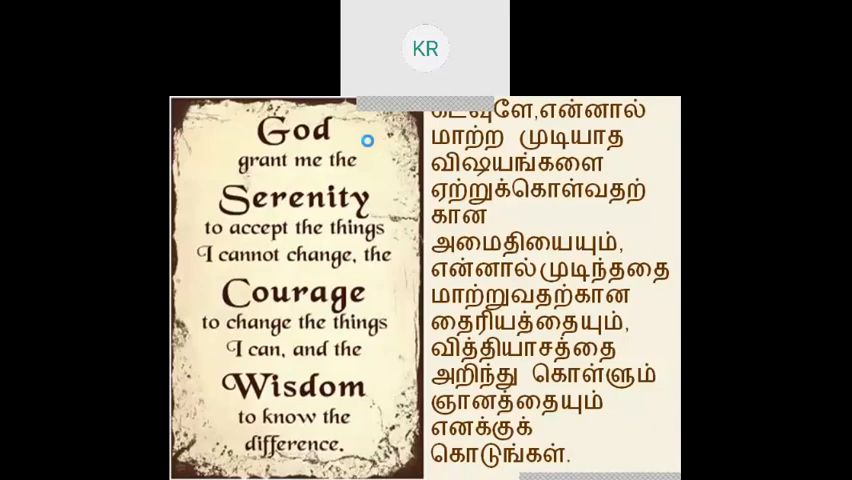 KR
God
grant me the
Serenity
to accept the things
I cannot change, the
Courage
to change the things
I can, and the
Wisdom
to know the
difference.
கடவுளே,என்னால்
மாற்ற முடியாத
விஷயங்களை
ஏற்றுக்கொள்வதற்
கான
அமைதியையும்,
என்னால்முடிந்ததை
மாற்றுவதற்கான
தைரியத்தையும்,
வித்தியாசத்தை
அறிந்து கொள்ளும்
ஞானத்தையும்
எனக்குக்
கொடுங்கள்.